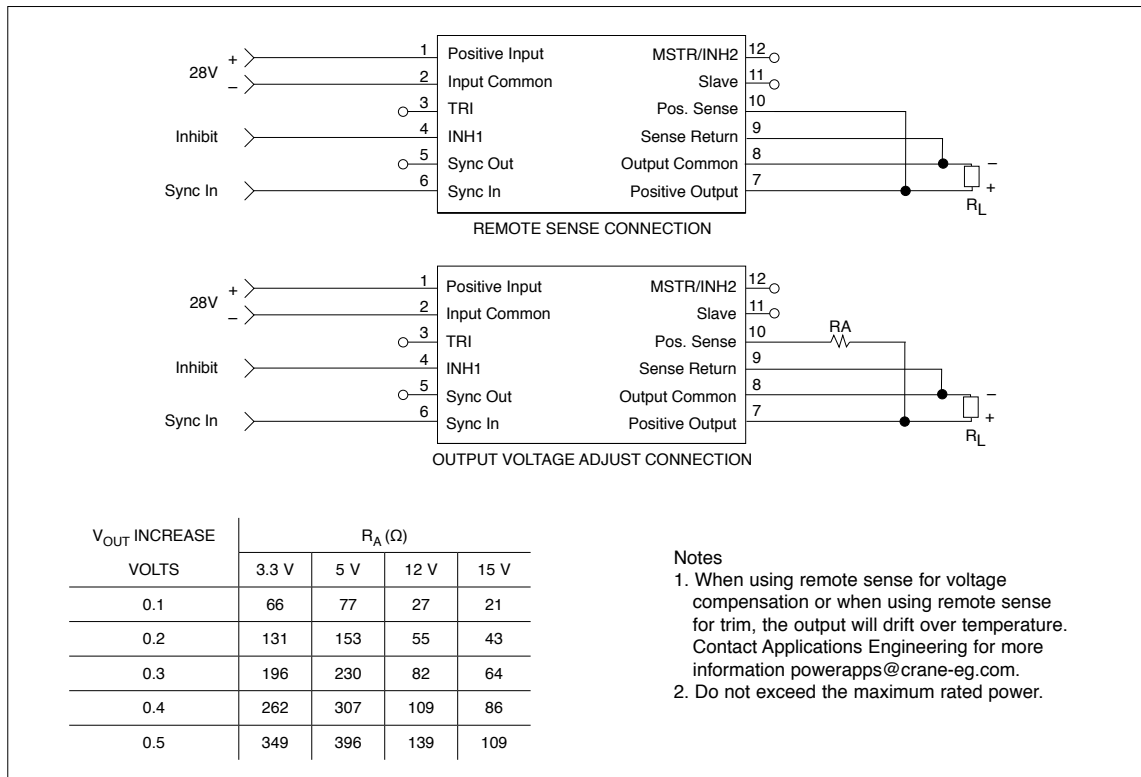 1 Positive Input MSTR/INH2 12
28V + −
2 Input Common Slave 11
3 TRI Pos. Sense 10
Inhibit 4 INH1 Sense Return 9
5 Sync Out Output Common 8 −
Sync In 6 Sync In Positive Output 7 +
RL
REMOTE SENSE CONNECTION
1 Positive Input MSTR/INH2 12
28V + −
2 Input Common Slave 11
3 TRI Pos. Sense 10 RA
Inhibit 4 INH1 Sense Return 9
5 Sync Out Output Common 8 −
Sync In 6 Sync In Positive Output 7 +
RL
OUTPUT VOLTAGE ADJUST CONNECTION
VOUT INCREASE RA (Ω)
VOLTS 3.3 V 5 V 12 V 15 V
0.1 66 77 27 21
0.2 131 153 55 43
0.3 196 230 82 64
0.4 262 307 109 86
0.5 349 396 139 109
Notes
1. When using remote sense for voltage
compensation or when using remote sense
for trim, the output will drift over temperature.
Contact Applications Engineering for more
information powerapps@crane-eg.com.
2. Do not exceed the maximum rated power.